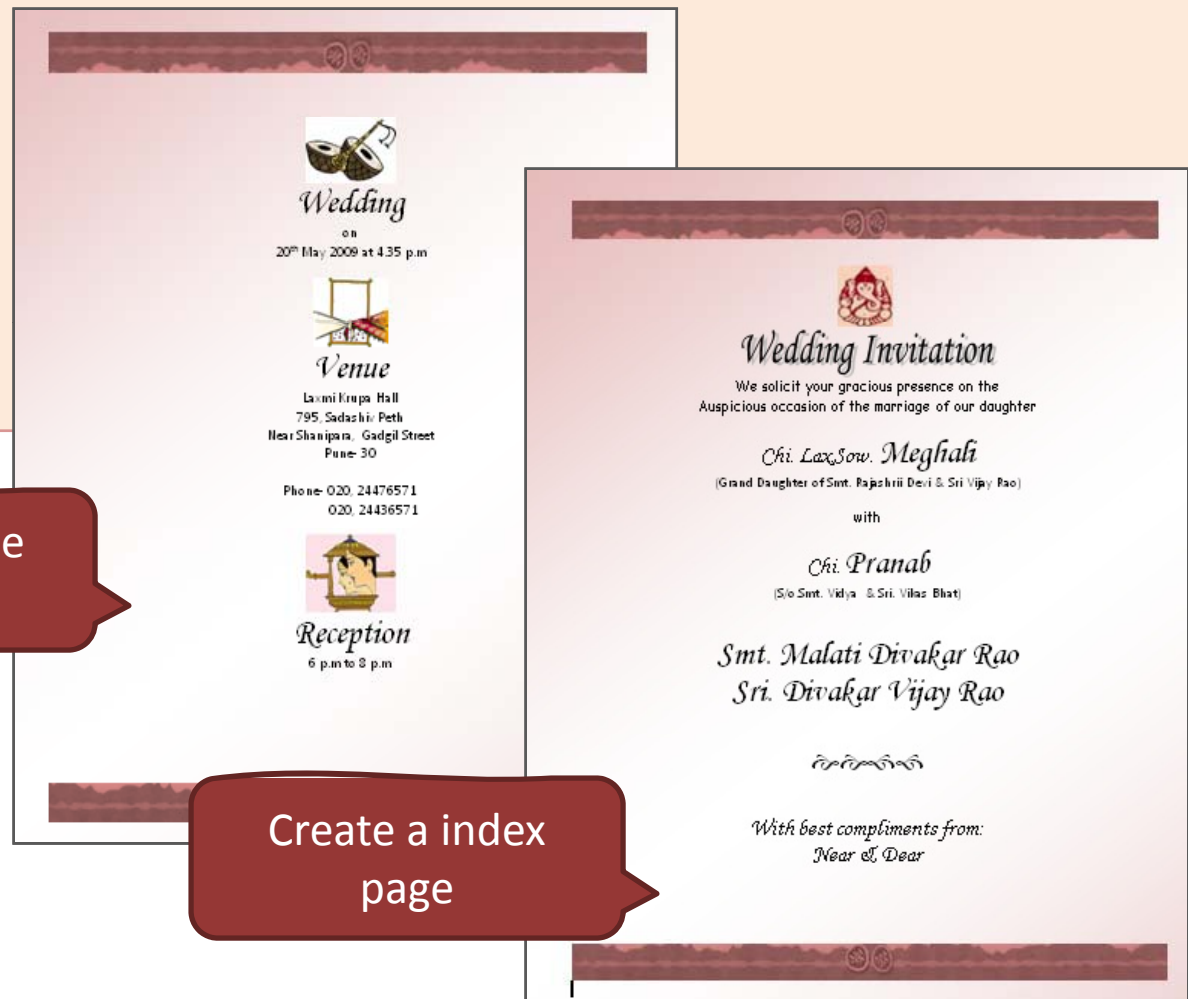 Wedding
on
20th May 2009 at 4.35 p.m
Venue
Laxmi Krupa Hall
795, Sadashiv Peth
Near Shanipara, Gadgil Street
Pune- 30
Phone- 020, 24476571
020, 24436571
Reception
6 p.m to 8 p.m
e
Create a index
page
Wedding Invitation
We solicit your gracious presence on the
Auspicious occasion of the marriage of our daughter
Chi. Lax,Sow. Meghali
(Grand Daughter of Smt. Rajashrii Devi & Sri Vijay Rao)
with
Chi. Pranab
(S/o Smt. Vidya & Sri. Vilas Bhat)
Smt. Malati Divakar Rao
Sri. Divakar Vijay Rao
With best compliments from:
Near & Dear